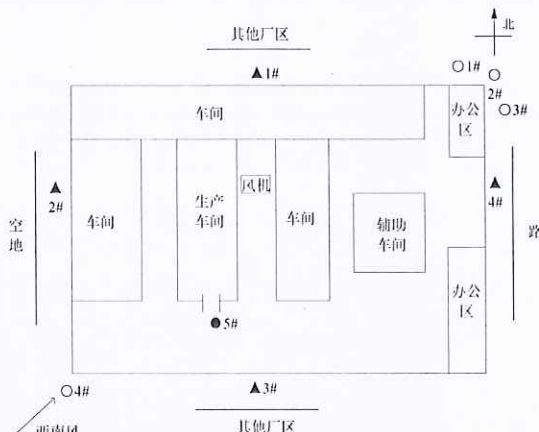 其他厂区
北
▲1#
○1#
○
2#
○3#
办公
区
车间
▲
2#
空
地
车间
生产
车间
风机
车间
辅助
车间
▲
4#
路
办公
区
●5#
○4#
▲3#
其他厂区